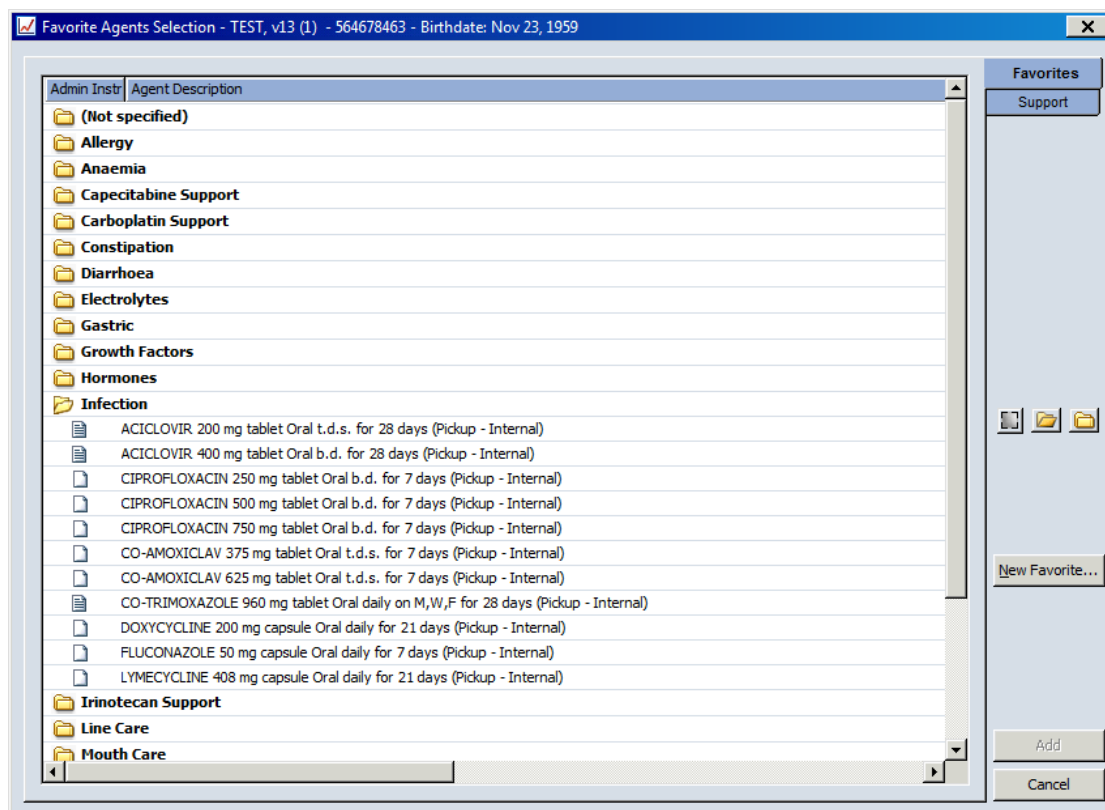 Favorite Agents Selection - TEST, v13 (1) - 564678463 - Birthdate: Nov 23, 1959
Favorites
Support
Admin Instr Agent Description
(Not specified)
Allergy
Anaemia
Capecitabine Support
Carboplatin Support
Constipation
Diarrhoea
Electrolytes
Gastric
Growth Factors
Hormones
Infection
ACICLOVIR 200 mg tablet Oral t.d.s. for 28 days (Pickup - Internal)
ACICLOVIR 400 mg tablet Oral b.d. for 28 days (Pickup - Internal)
CIPROFLOXACIN 250 mg tablet Oral b.d. for 7 days (Pickup - Internal)
CIPROFLOXACIN 500 mg tablet Oral b.d. for 7 days (Pickup - Internal)
CIPROFLOXACIN 750 mg tablet Oral b.d. for 7 days (Pickup - Internal)
CO-AMOXICLAV 375 mg tablet Oral t.d.s. for 7 days (Pickup - Internal)
CO-AMOXICLAV 625 mg tablet Oral t.d.s. for 7 days (Pickup - Internal)
CO-TRIMOXAZOLE 960 mg tablet Oral daily on M,W,F for 28 days (Pickup - Internal)
DOXYCYCLINE 200 mg capsule Oral daily for 21 days (Pickup - Internal)
FLUCONAZOLE 50 mg capsule Oral daily for 7 days (Pickup - Internal)
LYMECYCLINE 408 mg capsule Oral daily for 21 days (Pickup - Internal)
Irinotecan Support
Line Care
Mouth Care
New Favorite...
Add
Cancel